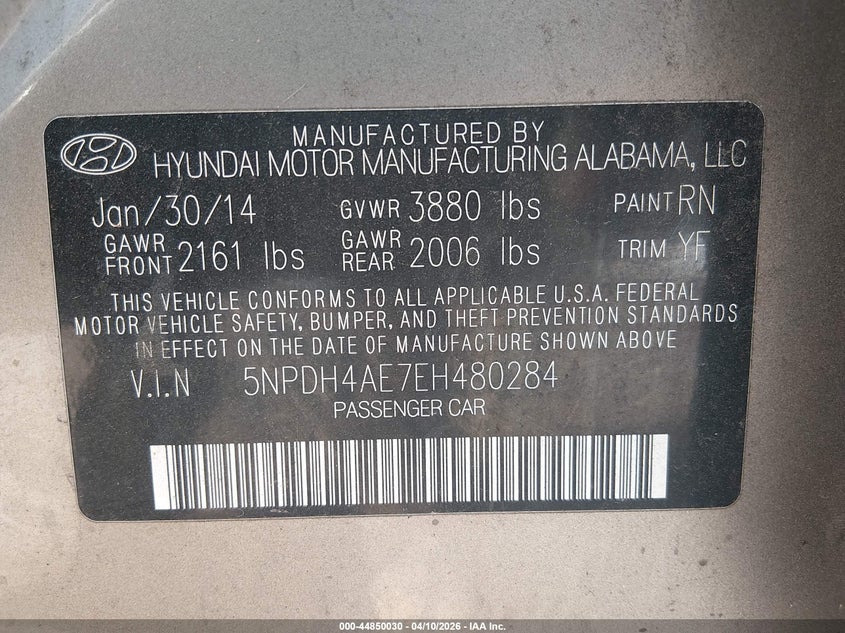 MANUFACTURED BY
HYUNDAI MOTOR MANUFACTURING ALABAMA, LLC
Jan/30/14 GVWR 3880 lbs PAINT RN
GAWR FRONT 2161 lbs GAWR REAR 2006 lbs TRIM YF
THIS VEHICLE CONFORMS TO ALL APPLICABLE U.S.A. FEDERAL
MOTOR VEHICLE SAFETY, BUMPER, AND THEFT PREVENTION STANDARDS
IN EFFECT ON THE DATE OF MANUFACTURE SHOWN ABOVE
V.I.N 5NPDH4AE7EH480284
PASSENGER CAR
000-44850030 - 04/10/2026 - IAA Inc.